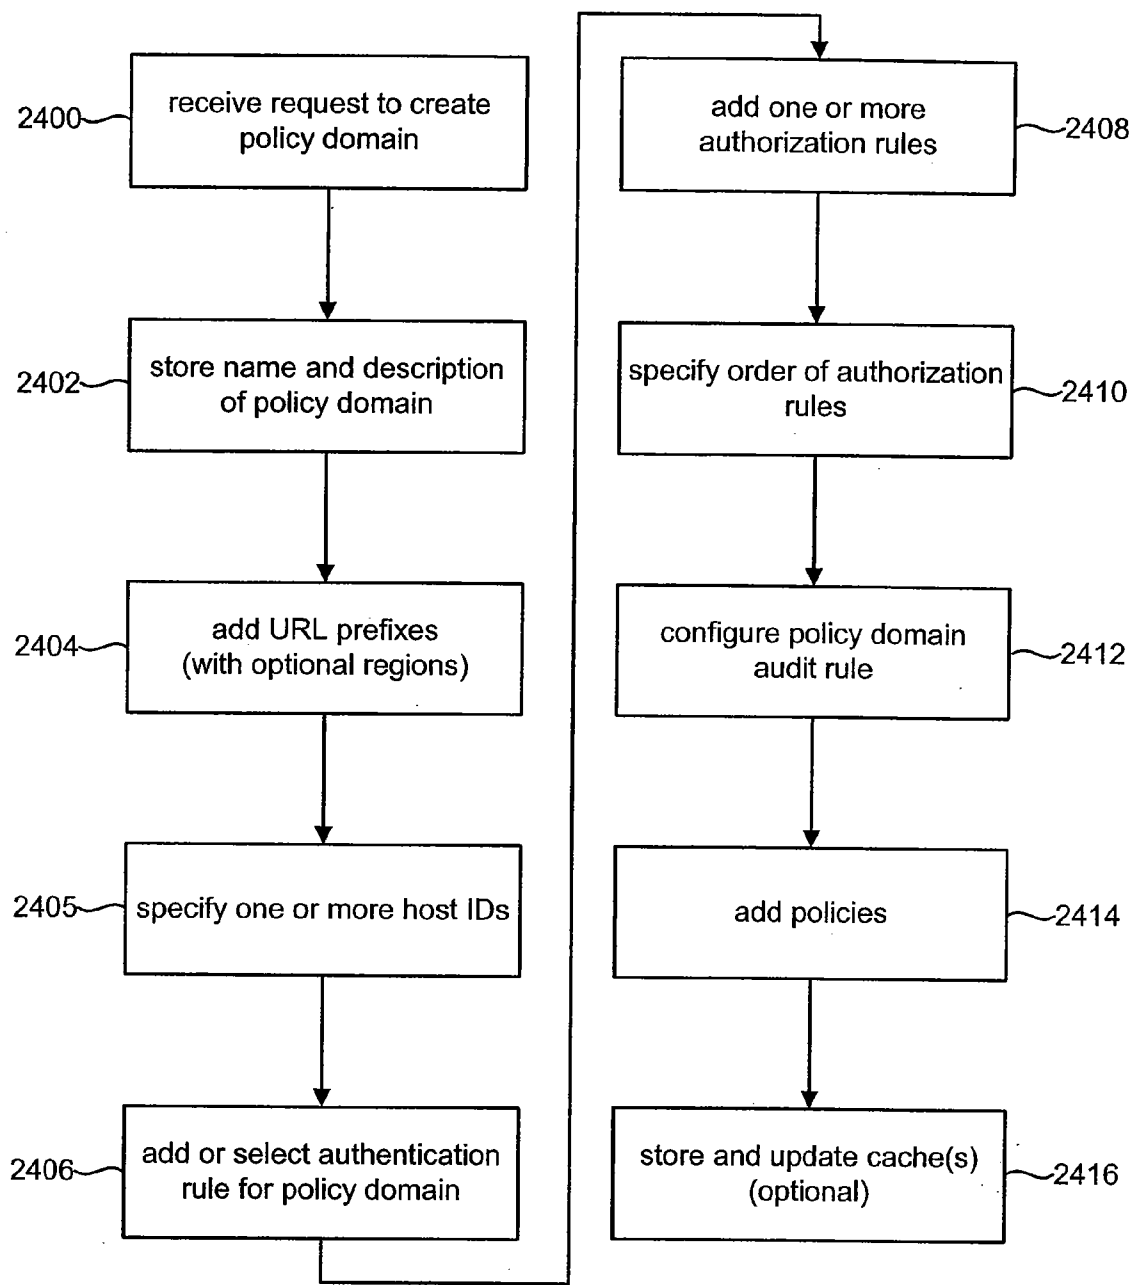 2400
receive request to create
policy domain
2402
store name and description
of policy domain
2404
add URL prefixes
(with optional regions)
2405
specify one or more host IDs
2406
add or select authentication
rule for policy domain
add one or more
authorization rules
2408
specify order of authorization
rules
2410
configure policy domain
audit rule
2412
add policies
2414
store and update cache(s)
(optional)
2416